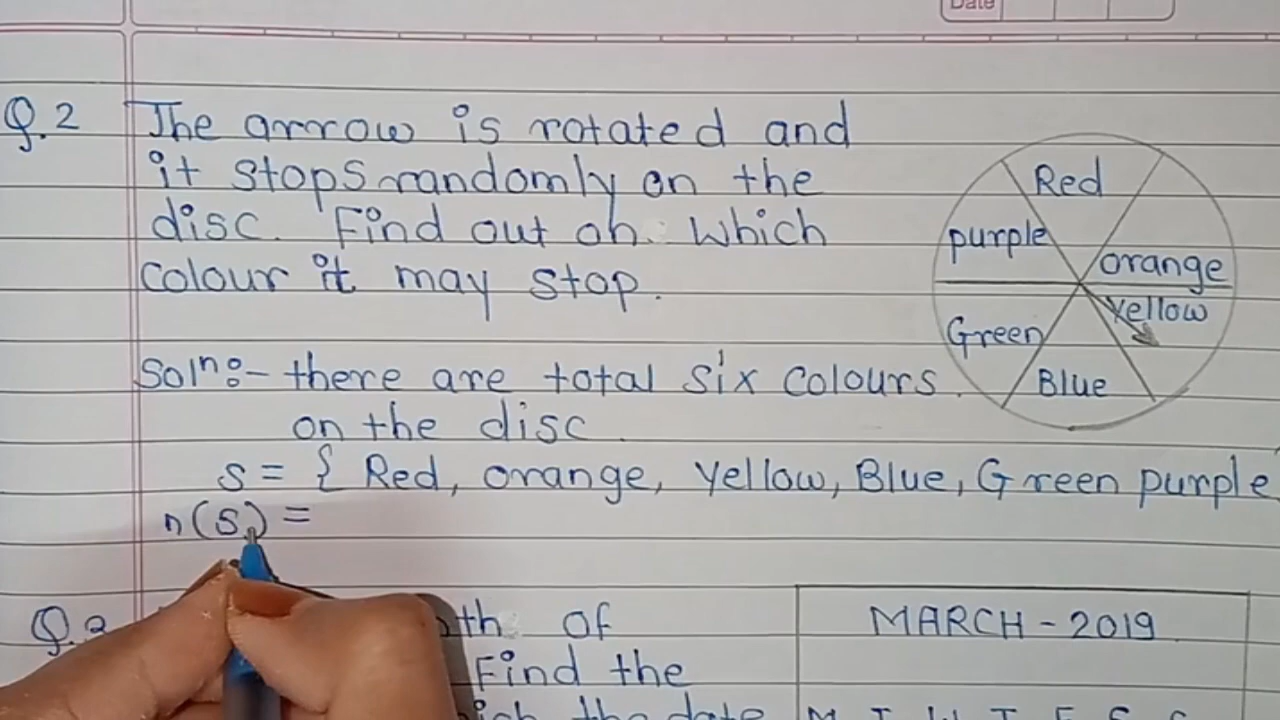 Date
Q.2 The arrow is rotated and
it stops randomly on the
disc. Find out on which
colour it may stop.
Red
purple
orange
yellow
Green
Blue
Soln:- there are total six colours
on the disc.
S = { Red, orange, yellow, Blue, Green purple
n(S) =
Q.3
of
MARCH - 2019
Find the
the date
M T W T F S S